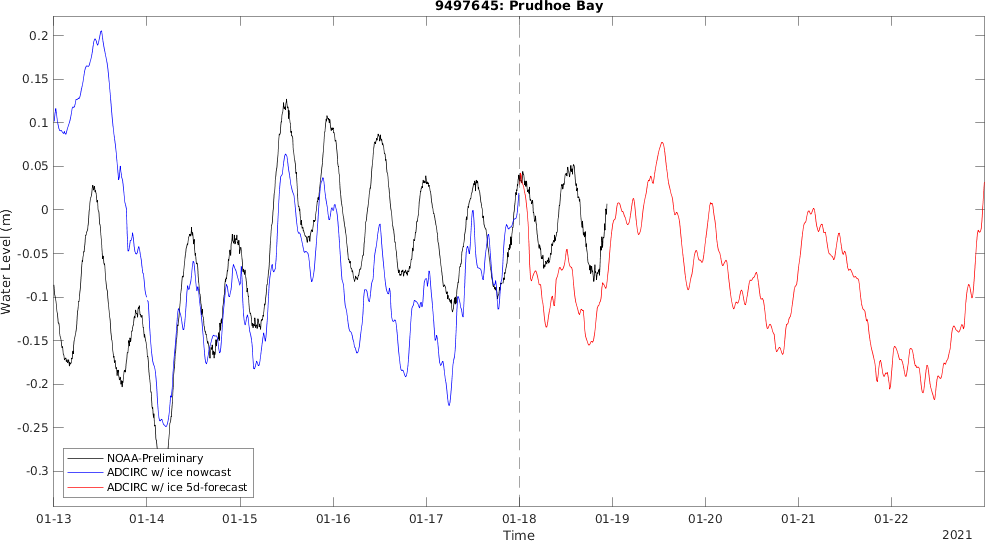 9497645: Prudhoe Bay
Water Level (m)
0.2
0.15
0.1
0.05
0
-0.05
-0.1
-0.15
-0.2
-0.25
-0.3
NOAA-Preliminary
ADCIRC w/ ice nowcast
ADCIRC w/ ice 5d-forecast
01-13 01-14 01-15 01-16 01-17 01-18 01-19 01-20 01-21 01-22
Time
2021